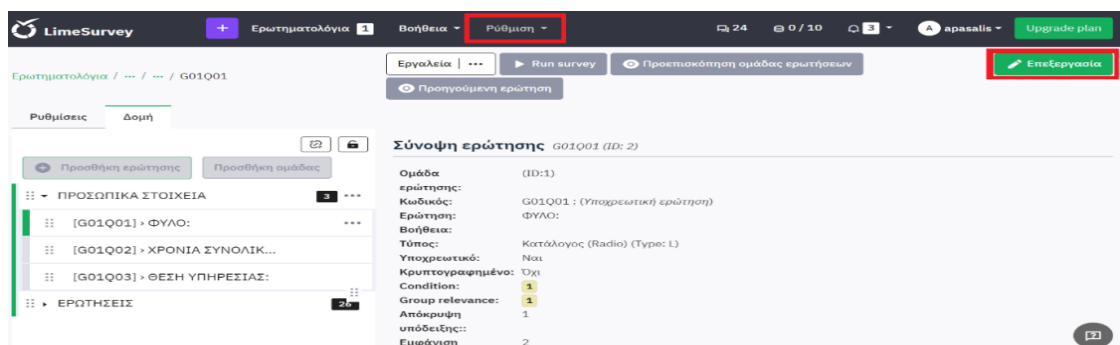 LimeSurvey + Ερωτηματολόγια 1 Βοήθεια Ρύθμιση 24 0 / 10 3 A apasalis Upgrade plan
Ερωτηματολόγια / ... / ... / G01Q01
Εργαλεία | ... Run survey Προεπισκόπηση ομάδας ερωτήσεων Επεξεργασία
Προηγούμενη ερώτηση
Ρυθμίσεις Δομή
Προσθήκη ερώτησης Προσθήκη ομάδας
ΠΡΟΣΩΠΙΚΑ ΣΤΟΙΧΕΙΑ 3 ...
[G01Q01] › ΦΥΛΟ: ...
[G01Q02] › ΧΡΟΝΙΑ ΣΥΝΟΛΙΚ...
[G01Q03] › ΘΕΣΗ ΥΠΗΡΕΣΙΑΣ:
ΕΡΩΤΗΣΕΙΣ 26
Σύνοψη ερώτησης G01Q01 (ID: 2)
Ομάδα ερώτησης: (ID:1)
Κωδικός: G01Q01 : (Υποχρεωτική ερώτηση)
Ερώτηση: ΦΥΛΟ:
Βοήθεια:
Τύπος: Κατάλογος (Radio) (Type: L)
Υποχρεωτικό: Ναι
Κρυπτογραφημένο: Όχι
Condition: 1
Group relevance: 1
Απόκρυψη υπόδειξης:: 1
Εμφάνιση 2